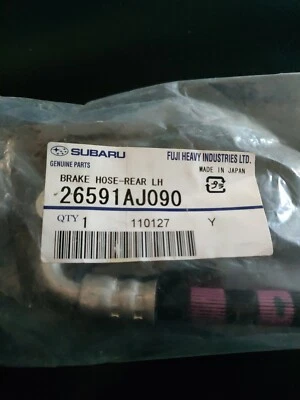 SUBARU
GENUINE PARTS
FUJI HEAVY INDUSTRIES LTD.
MADE IN JAPAN
BRAKE HOSE-REAR LH
26591AJ090
QTY 1
110127
Y